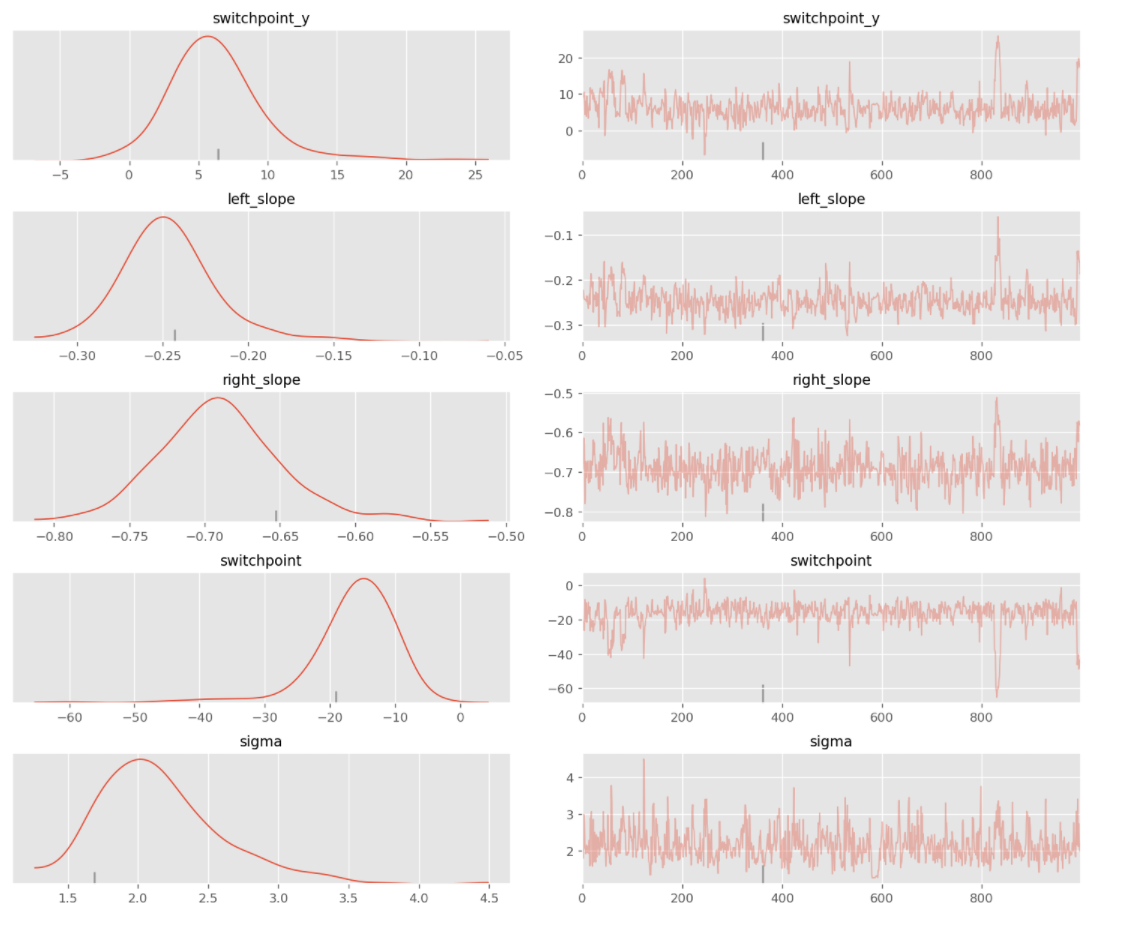 switchpoint_y switchpoint_y
20
10
0
−5 0 5 10 15 20 25 0 200 400 600 800
left_slope left_slope
−0.1
−0.2
−0.3
−0.30 −0.25 −0.20 −0.15 −0.10 −0.05 0 200 400 600 800
right_slope right_slope
−0.5
−0.6
−0.7
−0.8
−0.80 −0.75 −0.70 −0.65 −0.60 −0.55 −0.50 0 200 400 600 800
switchpoint switchpoint
0
−20
−40
−60
−60 −50 −40 −30 −20 −10 0 0 200 400 600 800
sigma sigma
4
3
2
1.5 2.0 2.5 3.0 3.5 4.0 4.5 0 200 400 600 800